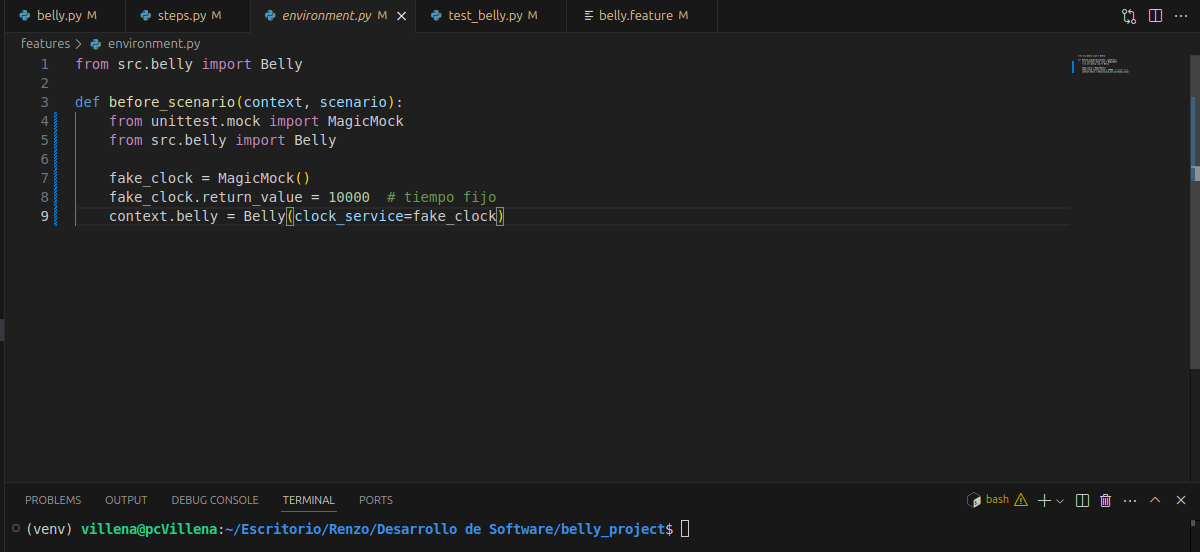 belly.py M steps.py M environment.py M test_belly.py M belly.feature M
features > environment.py
1 from src.belly import Belly
2
3 def before_scenario(context, scenario):
4 from unittest.mock import MagicMock
5 from src.belly import Belly
6
7 fake_clock = MagicMock()
8 fake_clock.return_value = 10000 # tiempo fijo
9 context.belly = Belly(clock_service=fake_clock)
PROBLEMS OUTPUT DEBUG CONSOLE TERMINAL PORTS bash
(venv) villena@pcVillena:~/Escritorio/Renzo/Desarrollo de Software/belly_project$